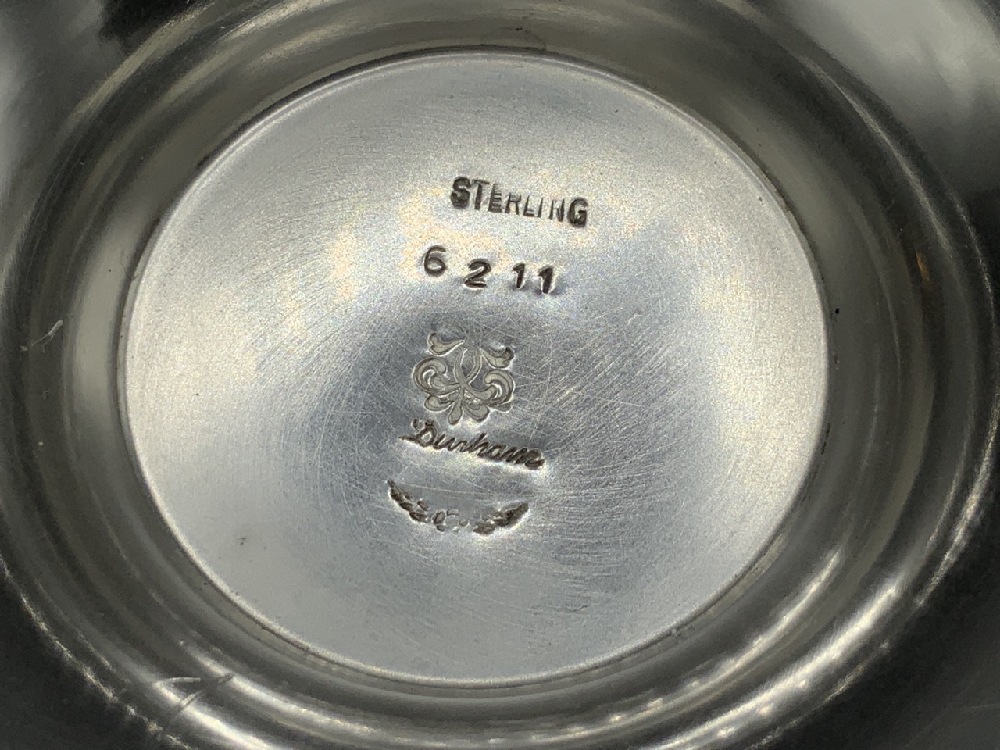 STERLING
6211
Durham